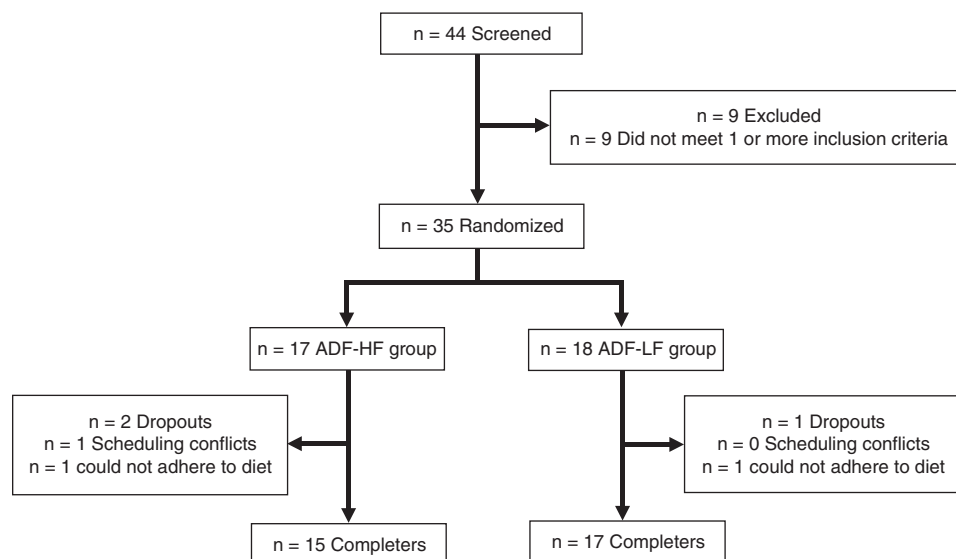 n = 44 Screened
n = 9 Excluded
n = 9 Did not meet 1 or more inclusion criteria
n = 35 Randomized
n = 17 ADF-HF group
n = 18 ADF-LF group
n = 2 Dropouts
n = 1 Scheduling conflicts
n = 1 could not adhere to diet
n = 1 Dropouts
n = 0 Scheduling conflicts
n = 1 could not adhere to diet
n = 15 Completers
n = 17 Completers